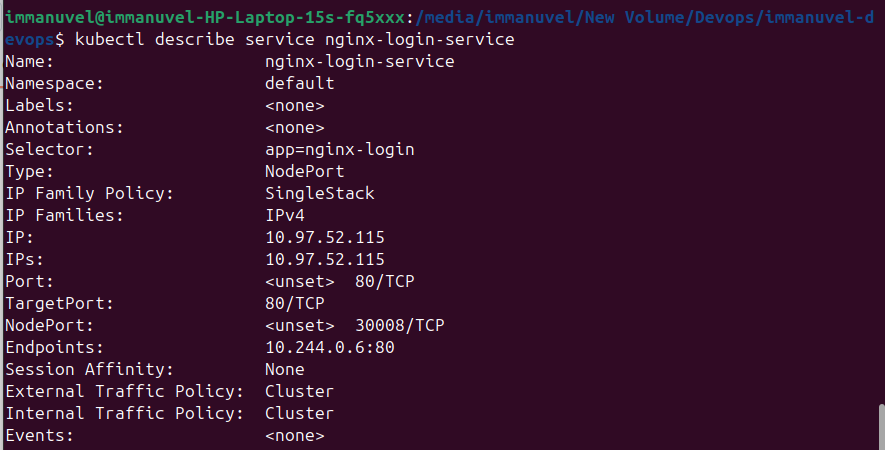 immanuvel@immanuvel-HP-Laptop-15s-fq5xxx:/media/immanuvel/New Volume/Devops/immanuvel-d
evops$ kubectl describe service nginx-login-service
Name:                     nginx-login-service
Namespace:                default
Labels:                   <none>
Annotations:              <none>
Selector:                 app=nginx-login
Type:                     NodePort
IP Family Policy:         SingleStack
IP Families:              IPv4
IP:                       10.97.52.115
IPs:                      10.97.52.115
Port:                     <unset>  80/TCP
TargetPort:               80/TCP
NodePort:                 <unset>  30008/TCP
Endpoints:                10.244.0.6:80
Session Affinity:         None
External Traffic Policy:  Cluster
Internal Traffic Policy:  Cluster
Events:                   <none>